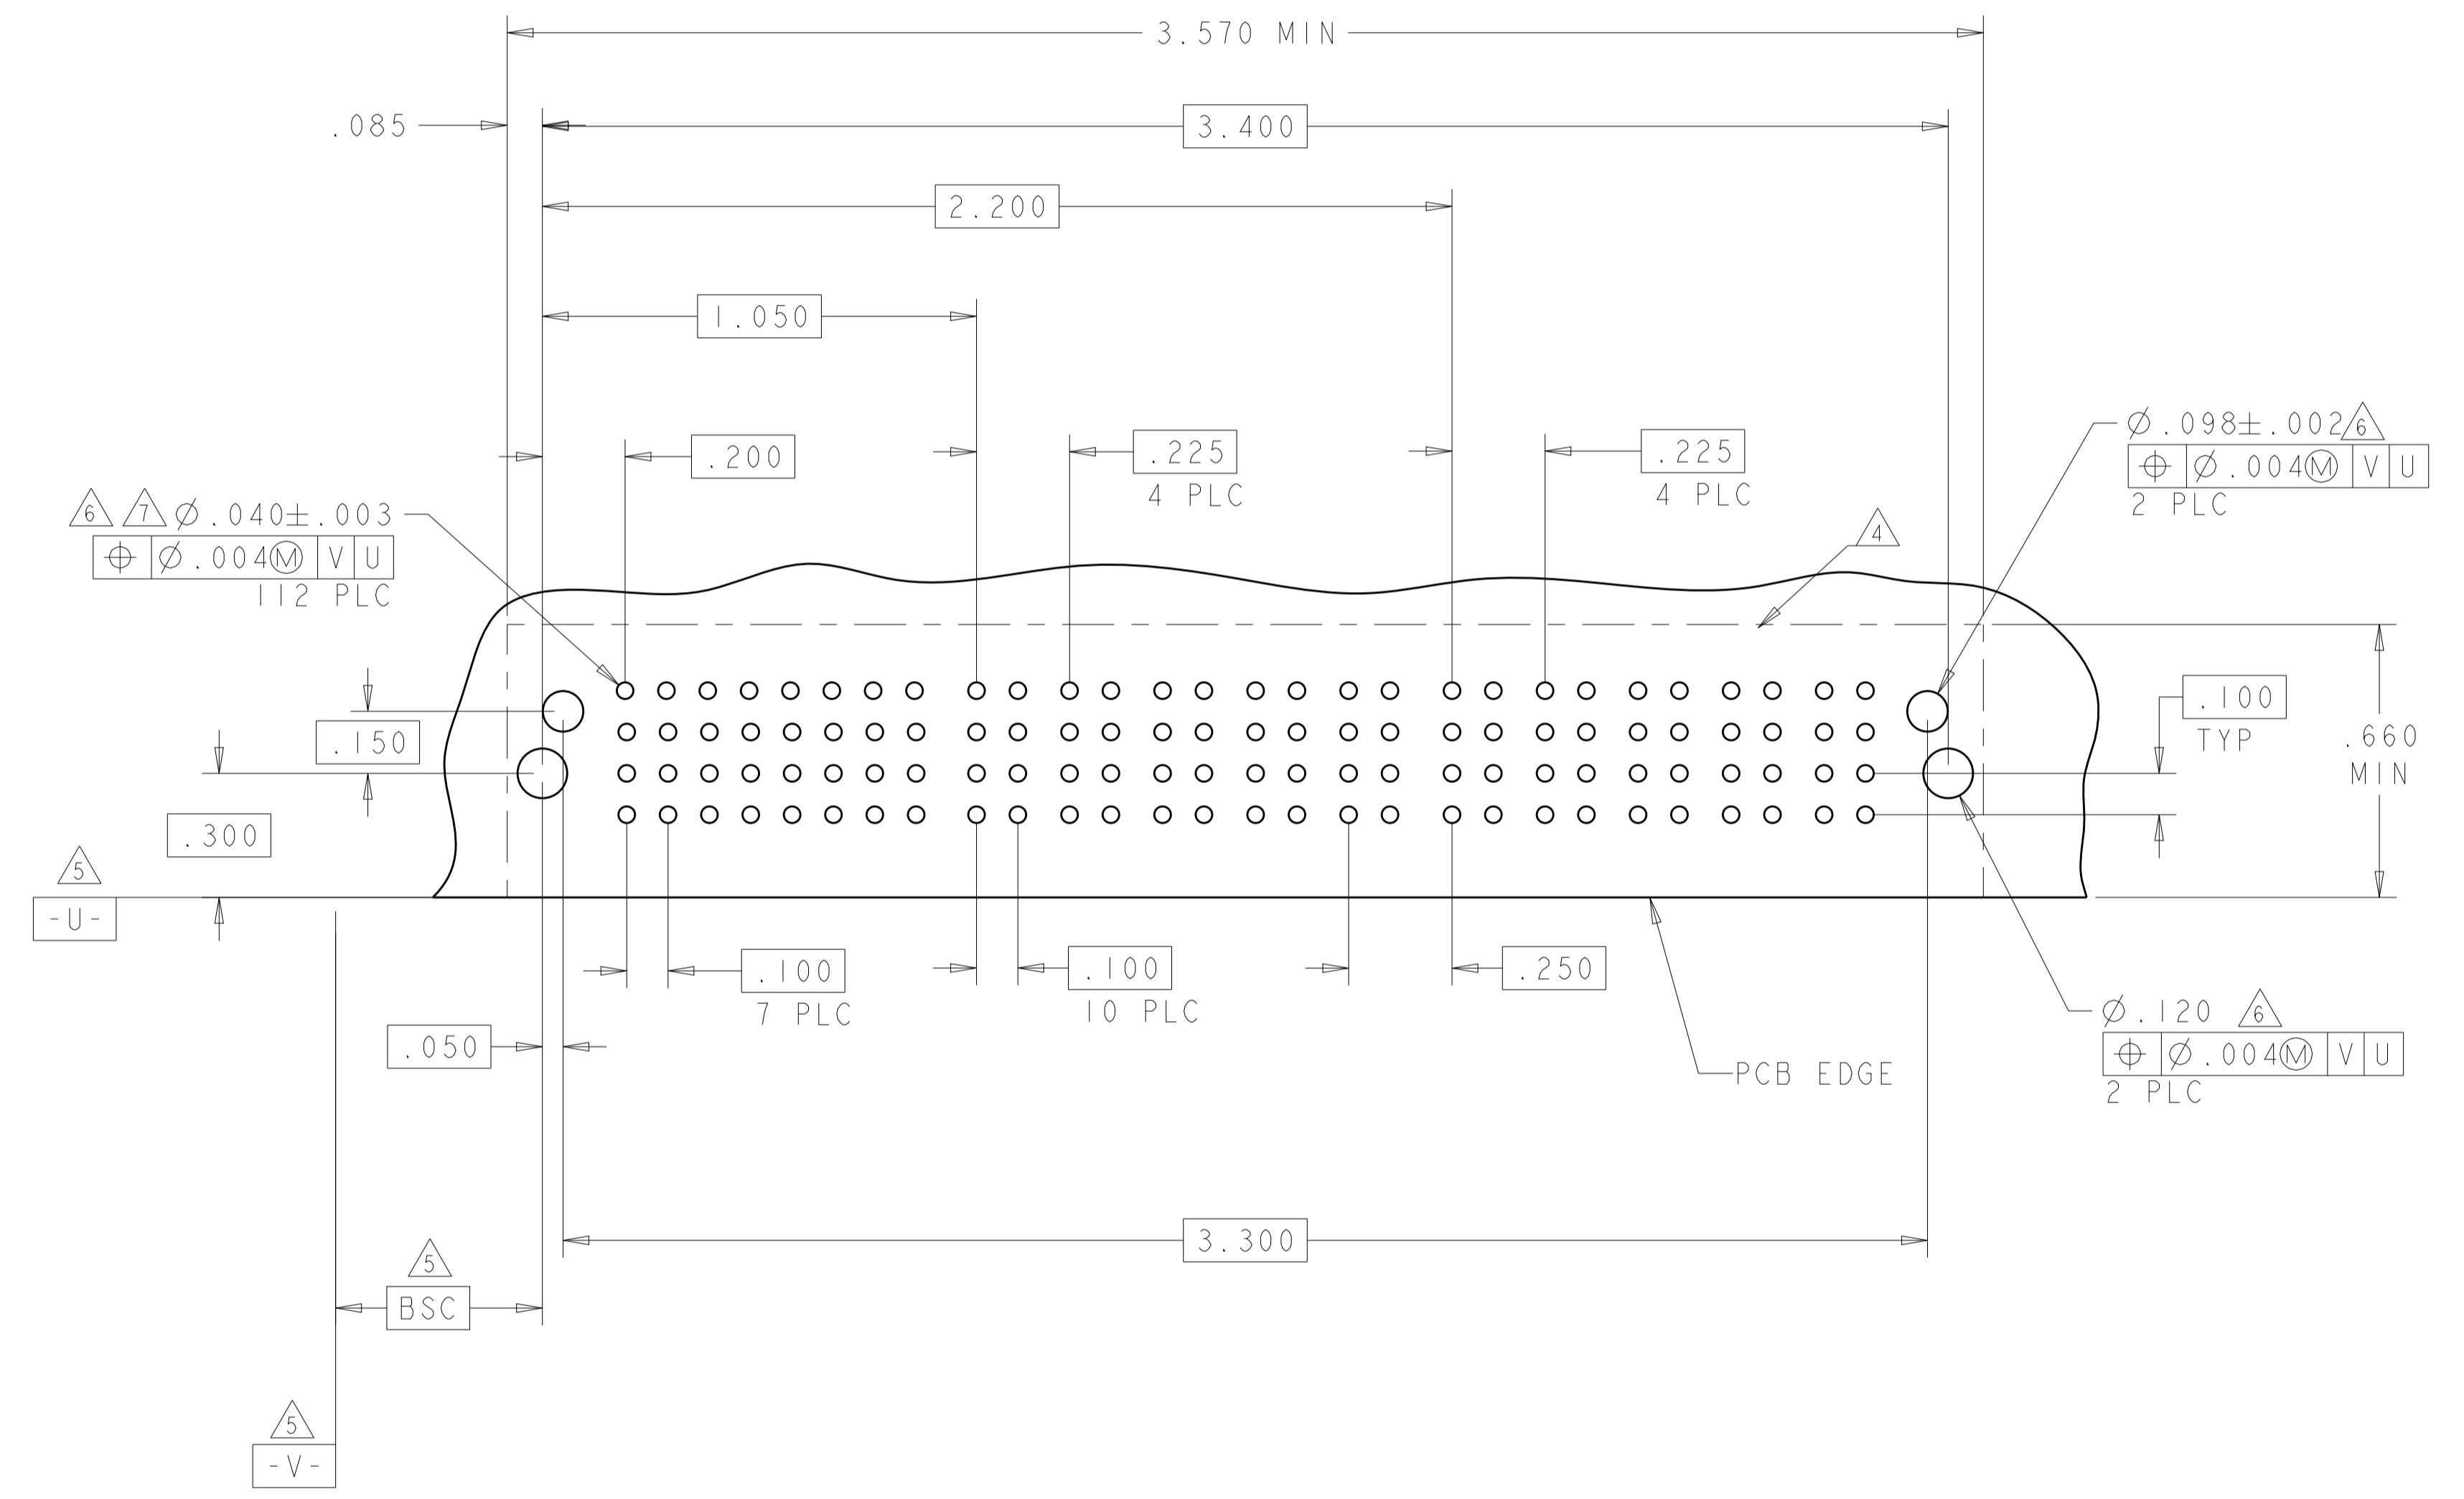 3.570 MIN
.085
3.400
2.200
1.050
.200
.225
4 PLC
.225
4 PLC
⌀.098±.002 6
⌖ ⌀.004Ⓜ V U
2 PLC
6 7 ⌀.040±.003
⌖ ⌀.004Ⓜ V U
112 PLC
4
.100
TYP
.660
MIN
.150
.300
5
-U-
.100
7 PLC
.100
10 PLC
.250
.050
PCB EDGE
⌀.120 6
⌖ ⌀.004Ⓜ V U
2 PLC
3.300
5
BSC
5
-V-